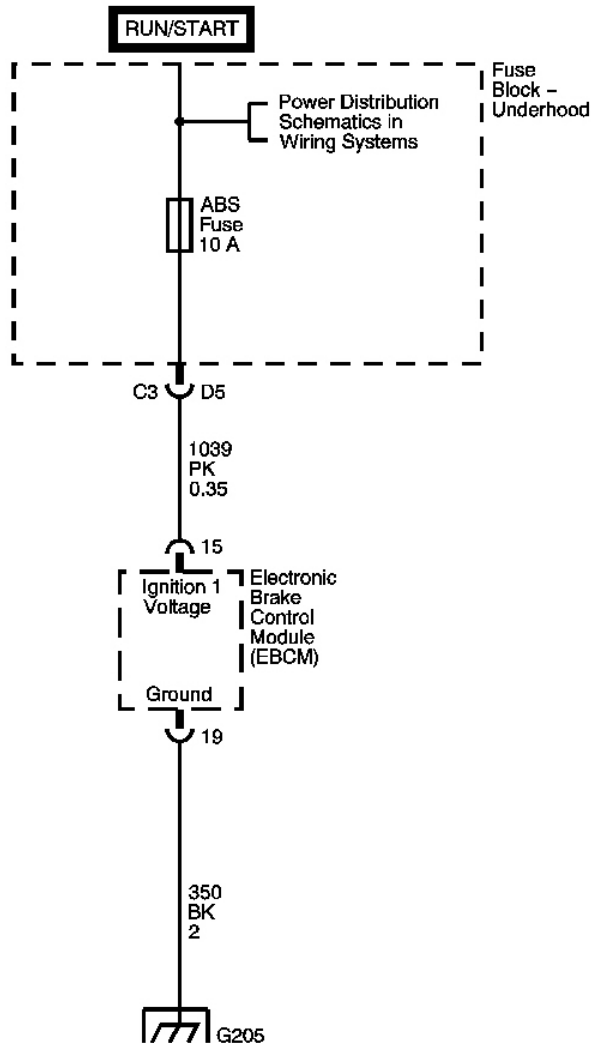 RUN/START
Fuse
Block –
Underhood
Power Distribution
Schematics in
Wiring Systems
ABS
Fuse
10 A
C3
D5
1039
PK
0.35
15
Ignition 1
Voltage
Electronic
Brake
Control
Module
(EBCM)
Ground
19
350
BK
2
G205